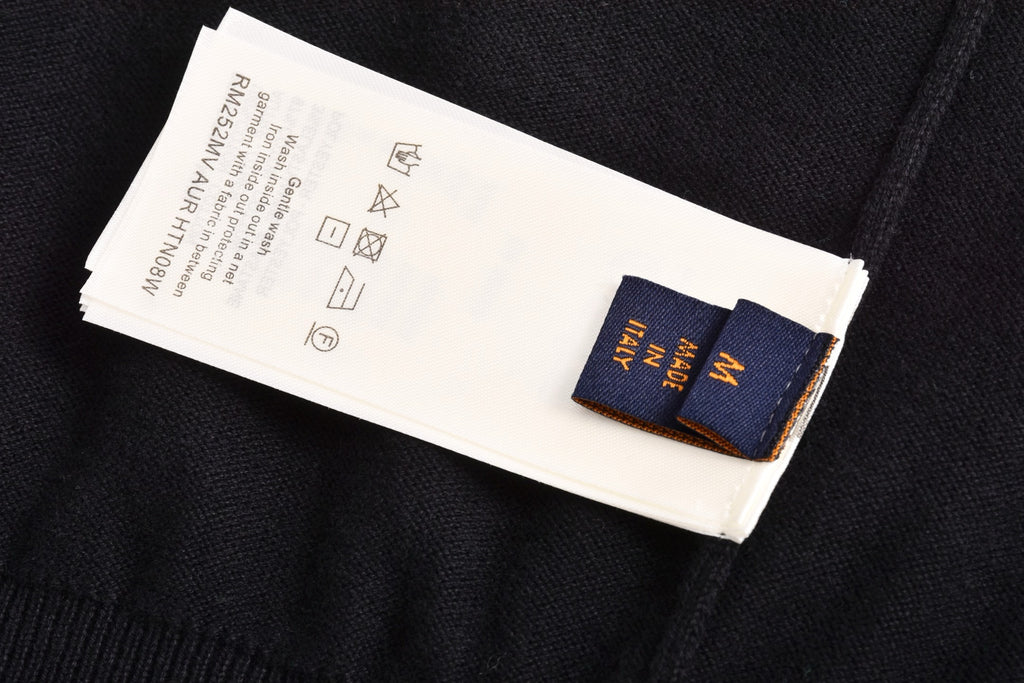 M
MADE
IN
ITALY
F
Gentle wash
Wash inside out in a net
Iron inside out protecting
garment with a fabric in between
RM252MV AUR HTN08W